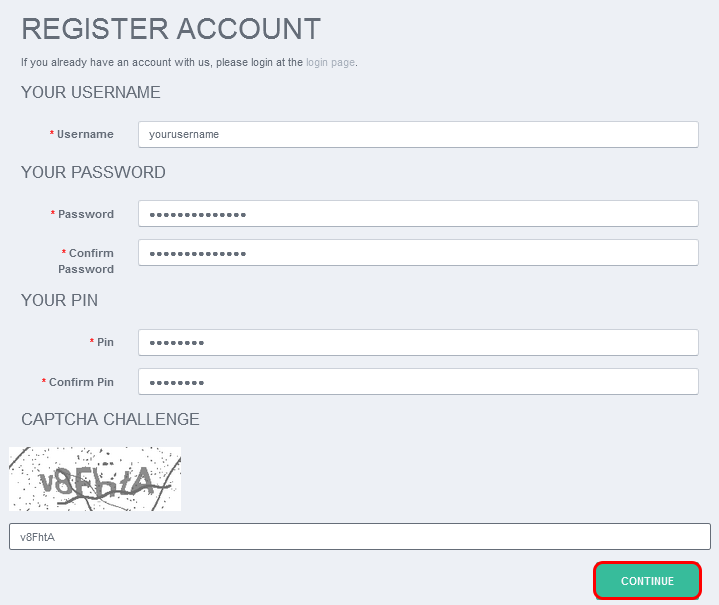 REGISTER ACCOUNT
If you already have an account with us, please login at the login page.
YOUR USERNAME
* Username
yourusername
YOUR PASSWORD
* Password
••••••••••••••
* Confirm
Password
••••••••••••••
YOUR PIN
* Pin
••••••••
* Confirm Pin
••••••••
CAPTCHA CHALLENGE
v8FhtA
v8FhtA
CONTINUE